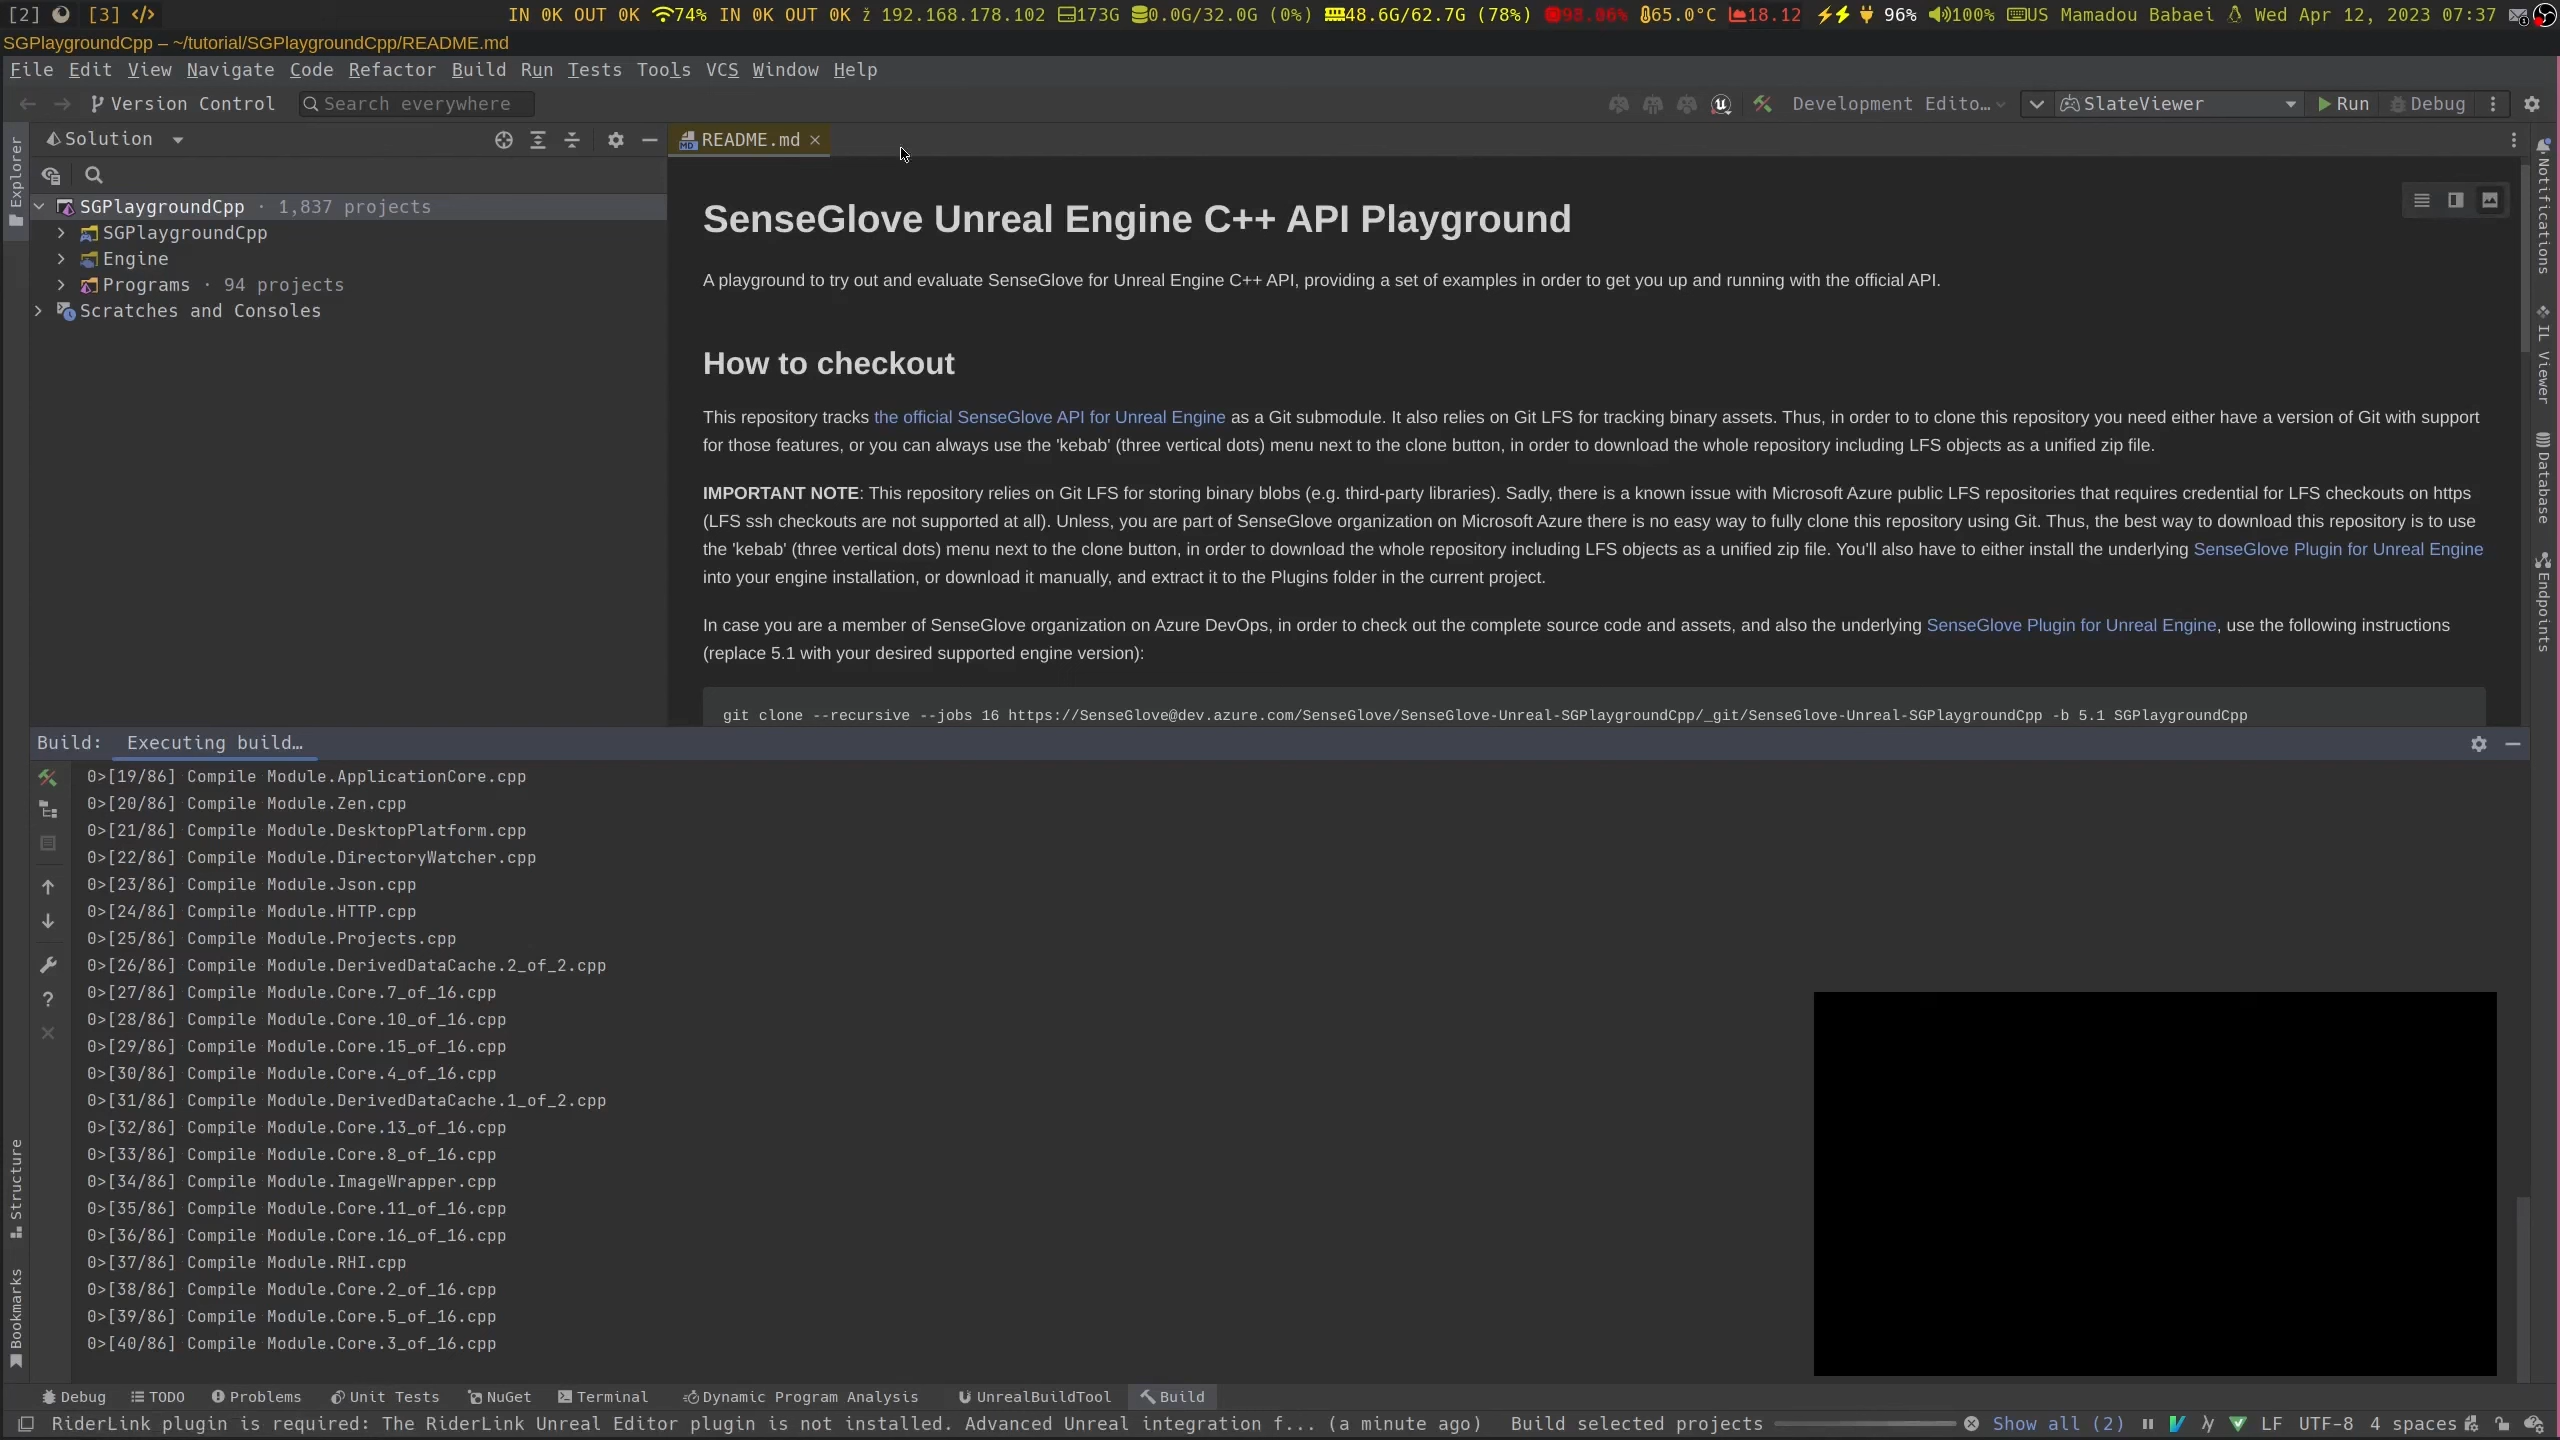 [2] [3] </> IN 0K OUT 0K 74% IN 0K OUT 0K ž 192.168.178.102 173G 0.0G/32.0G (0%) 48.6G/62.7G (78%) 98.06% 65.0°C 18.12 96% 100% US Mamadou Babaei Wed Apr 12, 2023 07:37
SGPlaygroundCpp – ~/tutorial/SGPlaygroundCpp/README.md
File Edit View Navigate Code Refactor Build Run Tests Tools VCS Window Help
Version Control Search everywhere Development Edito… SlateViewer Run Debug
Explorer
Solution
README.md
SGPlaygroundCpp · 1,837 projects
SGPlaygroundCpp
Engine
Programs · 94 projects
Scratches and Consoles
SenseGlove Unreal Engine C++ API Playground
A playground to try out and evaluate SenseGlove for Unreal Engine C++ API, providing a set of examples in order to get you up and running with the official API.
How to checkout
This repository tracks the official SenseGlove API for Unreal Engine as a Git submodule. It also relies on Git LFS for tracking binary assets. Thus, in order to to clone this repository you need either have a version of Git with support
for those features, or you can always use the 'kebab' (three vertical dots) menu next to the clone button, in order to download the whole repository including LFS objects as a unified zip file.
IMPORTANT NOTE: This repository relies on Git LFS for storing binary blobs (e.g. third-party libraries). Sadly, there is a known issue with Microsoft Azure public LFS repositories that requires credential for LFS checkouts on https
(LFS ssh checkouts are not supported at all). Unless, you are part of SenseGlove organization on Microsoft Azure there is no easy way to fully clone this repository using Git. Thus, the best way to download this repository is to use
the 'kebab' (three vertical dots) menu next to the clone button, in order to download the whole repository including LFS objects as a unified zip file. You'll also have to either install the underlying SenseGlove Plugin for Unreal Engine
into your engine installation, or download it manually, and extract it to the Plugins folder in the current project.
In case you are a member of SenseGlove organization on Azure DevOps, in order to check out the complete source code and assets, and also the underlying SenseGlove Plugin for Unreal Engine, use the following instructions
(replace 5.1 with your desired supported engine version):
git clone --recursive --jobs 16 https://SenseGlove@dev.azure.com/SenseGlove/SenseGlove-Unreal-SGPlaygroundCpp/_git/SenseGlove-Unreal-SGPlaygroundCpp -b 5.1 SGPlaygroundCpp
Notifications
IL Viewer
Database
Endpoints
Build: Executing build…
0>[19/86] Compile Module.ApplicationCore.cpp
0>[20/86] Compile Module.Zen.cpp
0>[21/86] Compile Module.DesktopPlatform.cpp
0>[22/86] Compile Module.DirectoryWatcher.cpp
0>[23/86] Compile Module.Json.cpp
0>[24/86] Compile Module.HTTP.cpp
0>[25/86] Compile Module.Projects.cpp
0>[26/86] Compile Module.DerivedDataCache.2_of_2.cpp
0>[27/86] Compile Module.Core.7_of_16.cpp
0>[28/86] Compile Module.Core.10_of_16.cpp
0>[29/86] Compile Module.Core.15_of_16.cpp
0>[30/86] Compile Module.Core.4_of_16.cpp
0>[31/86] Compile Module.DerivedDataCache.1_of_2.cpp
0>[32/86] Compile Module.Core.13_of_16.cpp
0>[33/86] Compile Module.Core.8_of_16.cpp
0>[34/86] Compile Module.ImageWrapper.cpp
0>[35/86] Compile Module.Core.11_of_16.cpp
0>[36/86] Compile Module.Core.16_of_16.cpp
0>[37/86] Compile Module.RHI.cpp
0>[38/86] Compile Module.Core.2_of_16.cpp
0>[39/86] Compile Module.Core.5_of_16.cpp
0>[40/86] Compile Module.Core.3_of_16.cpp
Structure
Bookmarks
Debug TODO Problems Unit Tests NuGet Terminal Dynamic Program Analysis UnrealBuildTool Build
RiderLink plugin is required: The RiderLink Unreal Editor plugin is not installed. Advanced Unreal integration f... (a minute ago) Build selected projects Show all (2) LF UTF-8 4 spaces